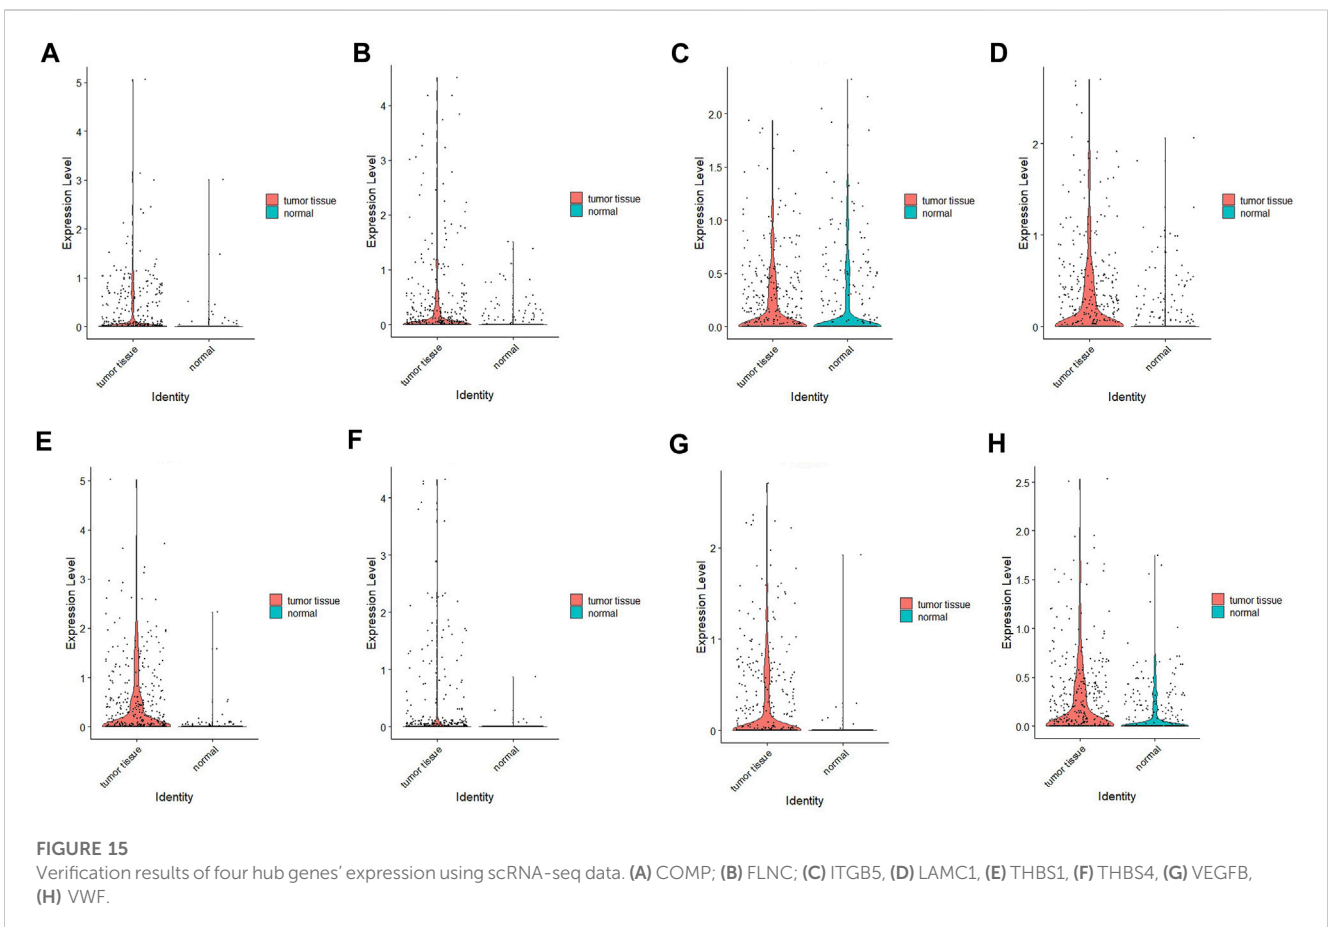 A
B
C
D
5
4
3
2
1
0
Expression Level
tumor tissue
normal
Identity
tumor tissue
normal
4
3
2
1
0
Expression Level
tumor tissue
normal
Identity
tumor tissue
normal
2.0
1.5
1.0
0.5
0.0
Expression Level
tumor tissue
normal
Identity
tumor tissue
normal
2
1
0
Expression Level
tumor tissue
normal
Identity
tumor tissue
normal
E
F
G
H
5
4
3
2
1
0
Expression Level
tumor tissue
normal
Identity
tumor tissue
normal
4
3
2
1
0
Expression Level
tumor tissue
normal
Identity
tumor tissue
normal
2
1
0
Expression Level
tumor tissue
normal
Identity
tumor tissue
normal
2.5
2.0
1.5
1.0
0.5
0.0
Expression Level
tumor tissue
normal
Identity
tumor tissue
normal
FIGURE 15
Verification results of four hub genes' expression using scRNA-seq data. (A) COMP; (B) FLNC; (C) ITGB5, (D) LAMC1, (E) THBS1, (F) THBS4, (G) VEGFB,
(H) VWF.